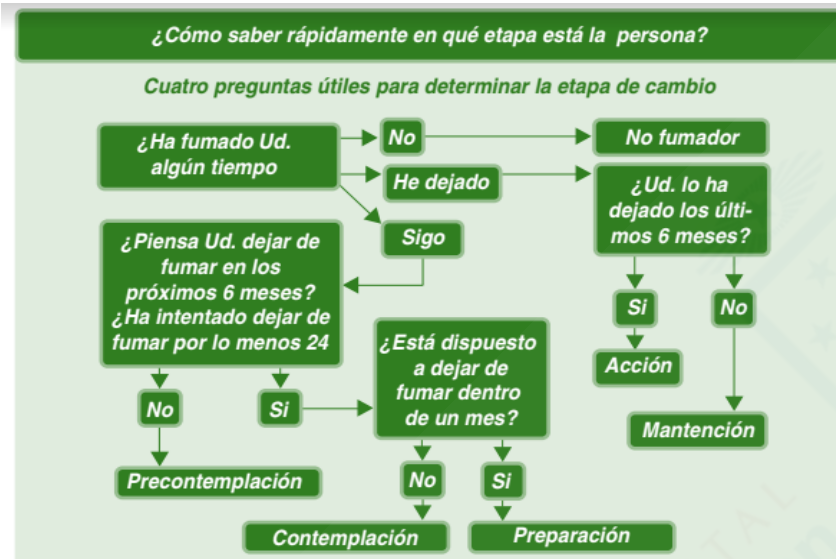 ¿Cómo saber rápidamente en qué etapa está la persona?
Cuatro preguntas útiles para determinar la etapa de cambio
¿Ha fumado Ud.
algún tiempo
No
No fumador
He dejado
¿Ud. lo ha
dejado los últi-
mos 6 meses?
Sigo
¿Piensa Ud. dejar de
fumar en los
próximos 6 meses?
¿Ha intentado dejar de
fumar por lo menos 24
Si
No
Acción
Mantención
¿Está dispuesto
a dejar de
fumar dentro
de un mes?
No
Si
Precontemplación
No
Si
Contemplación
Preparación